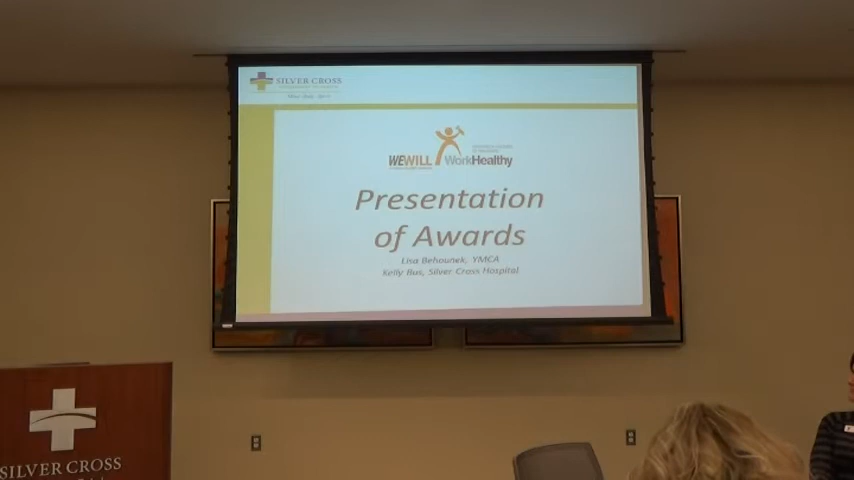 SILVER CROSS
WEWILL WorkHealthy
Presentation
of Awards
Lisa Behounek, YMCA
Kelly Bus, Silver Cross Hospital
SILVER CROSS